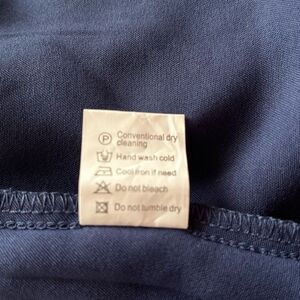 P Conventional dry
cleaning
Hand wash cold
Cool iron if need
Do not bleach
Do not tumble dry